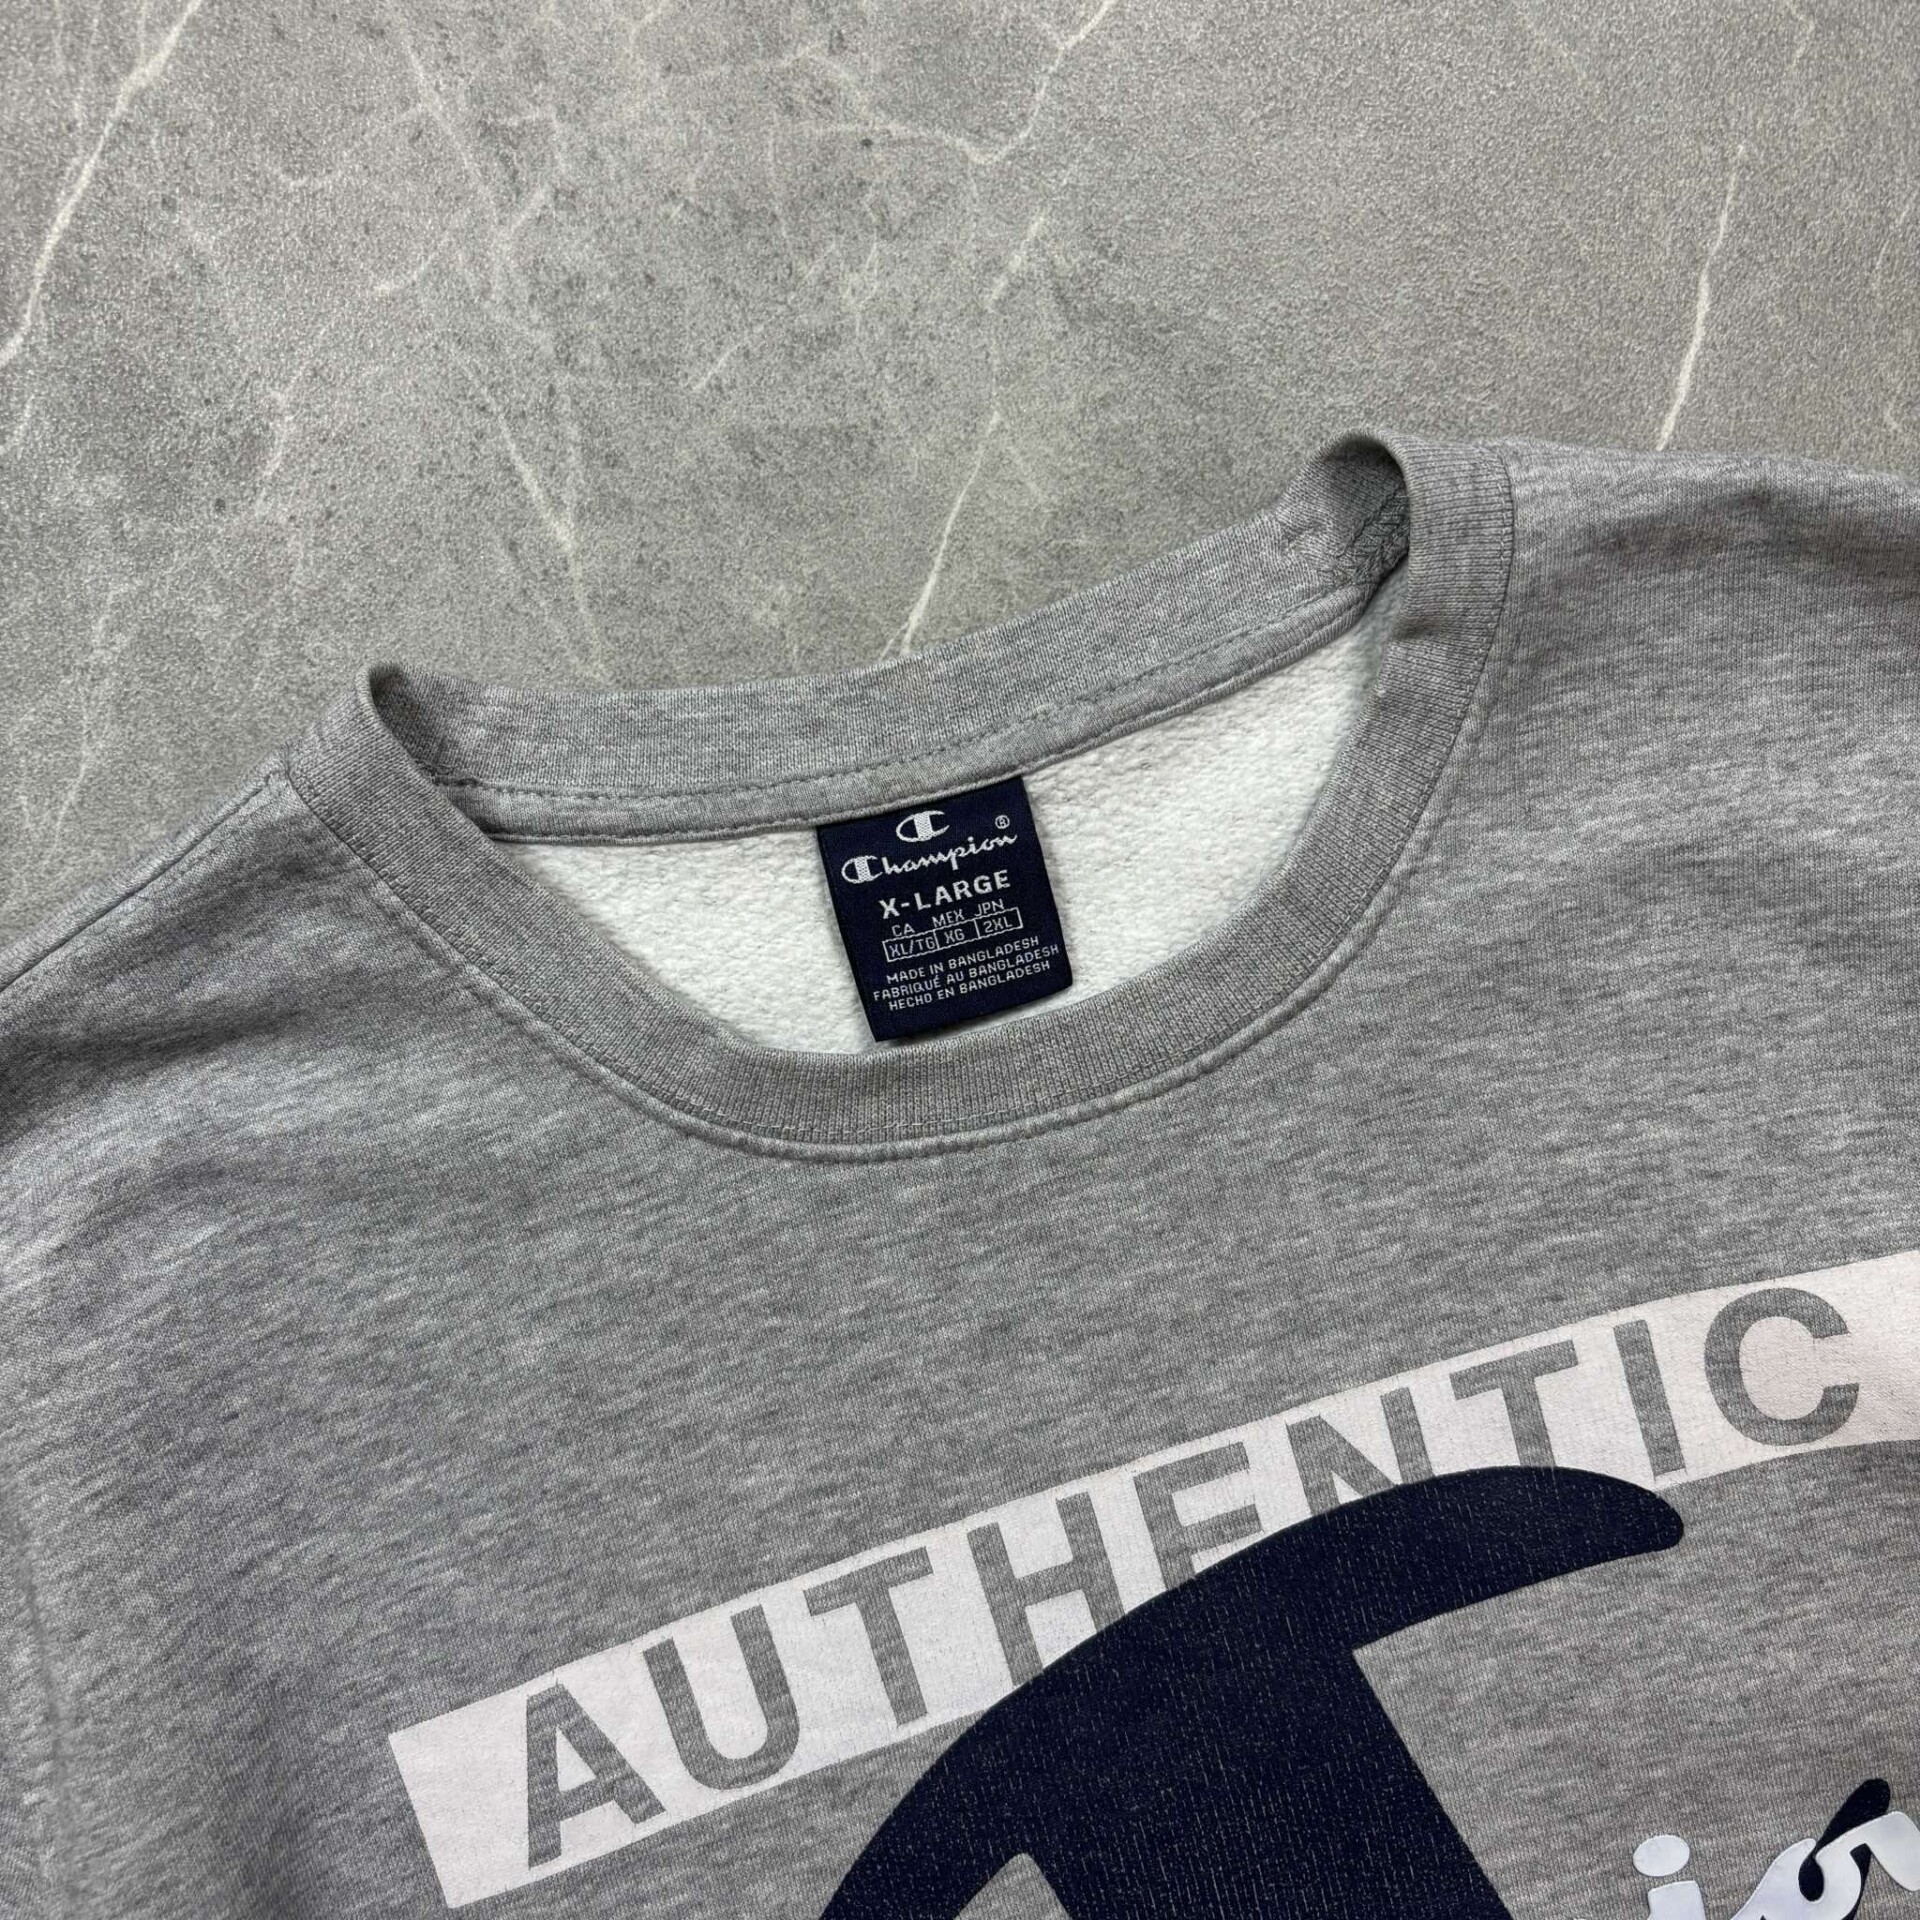 Champion®
X-LARGE
CA MEX JPN
XL/TG XG 2XL
MADE IN BANGLADESH
FABRIQUÉ AU BANGLADESH
HECHO EN BANGLADESH
AUTHENTIC